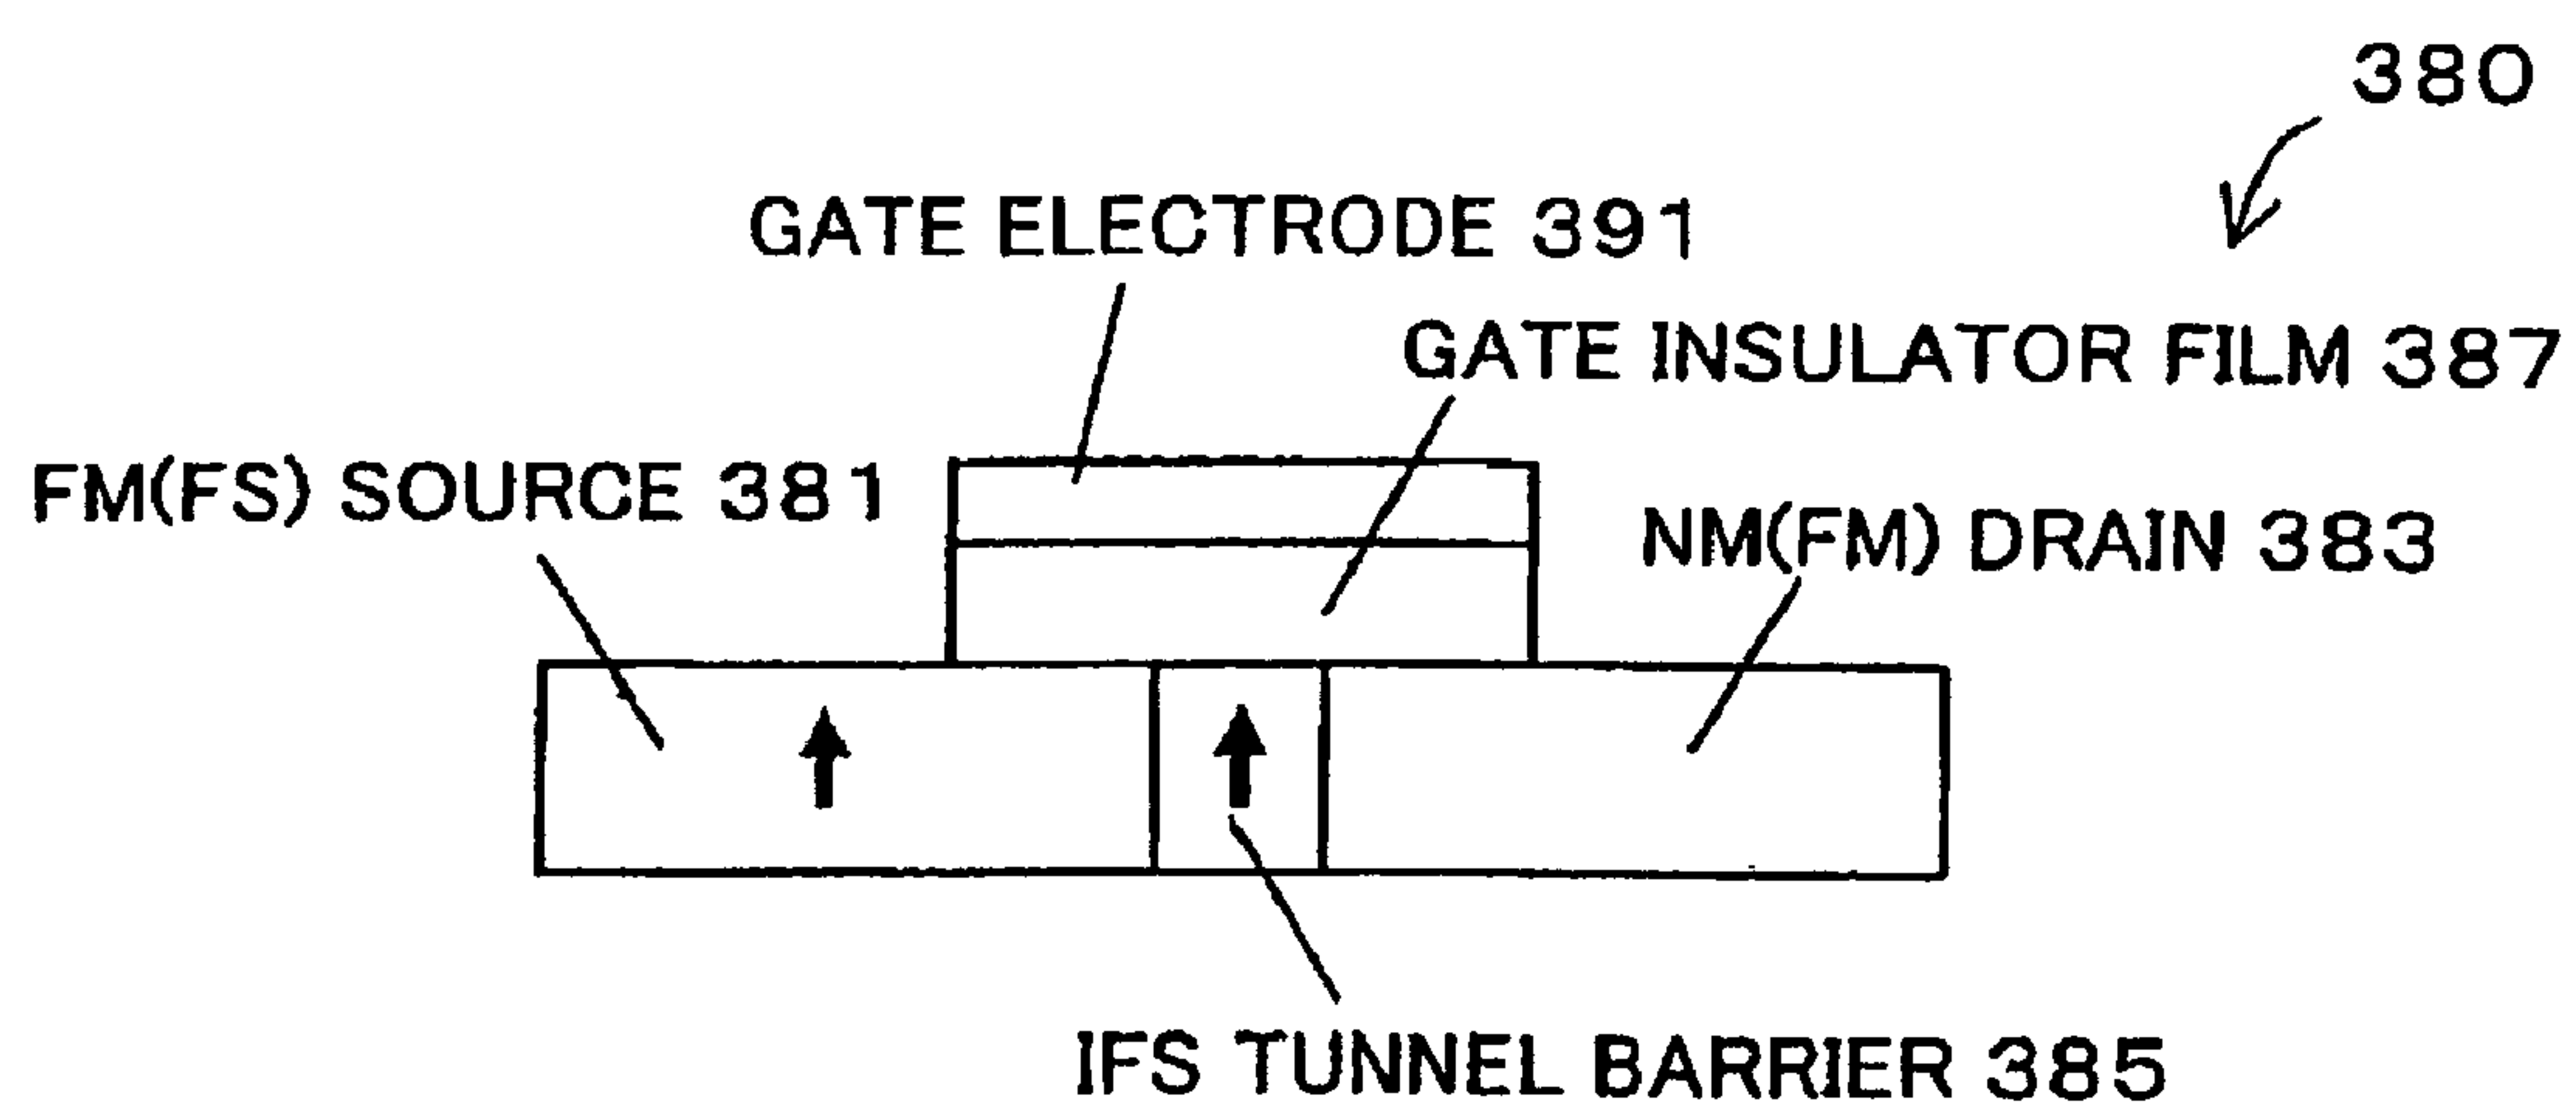 380
GATE ELECTRODE 391
GATE INSULATOR FILM 387
FM(FS) SOURCE 381
NM(FM) DRAIN 383
IFS TUNNEL BARRIER 385